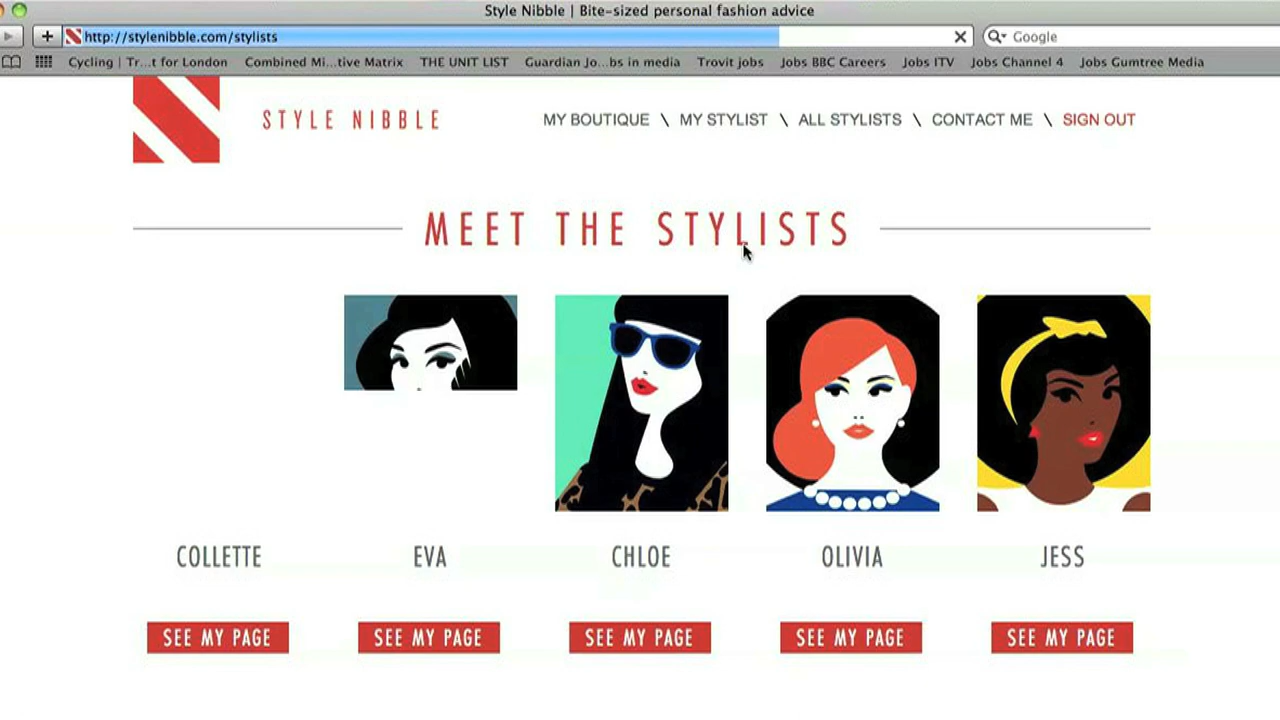 Style Nibble | Bite-sized personal fashion advice
http://stylenibble.com/stylists
Google
Cycling | Tr...t for London Combined Mi...tive Matrix THE UNIT LIST Guardian Jo...bs in media Trovit jobs Jobs BBC Careers Jobs ITV Jobs Channel 4 Jobs Gumtree Media
STYLE NIBBLE
MY BOUTIQUE \ MY STYLIST \ ALL STYLISTS \ CONTACT ME \ SIGN OUT
MEET THE STYLISTS
COLLETTE EVA CHLOE OLIVIA JESS
SEE MY PAGE SEE MY PAGE SEE MY PAGE SEE MY PAGE SEE MY PAGE